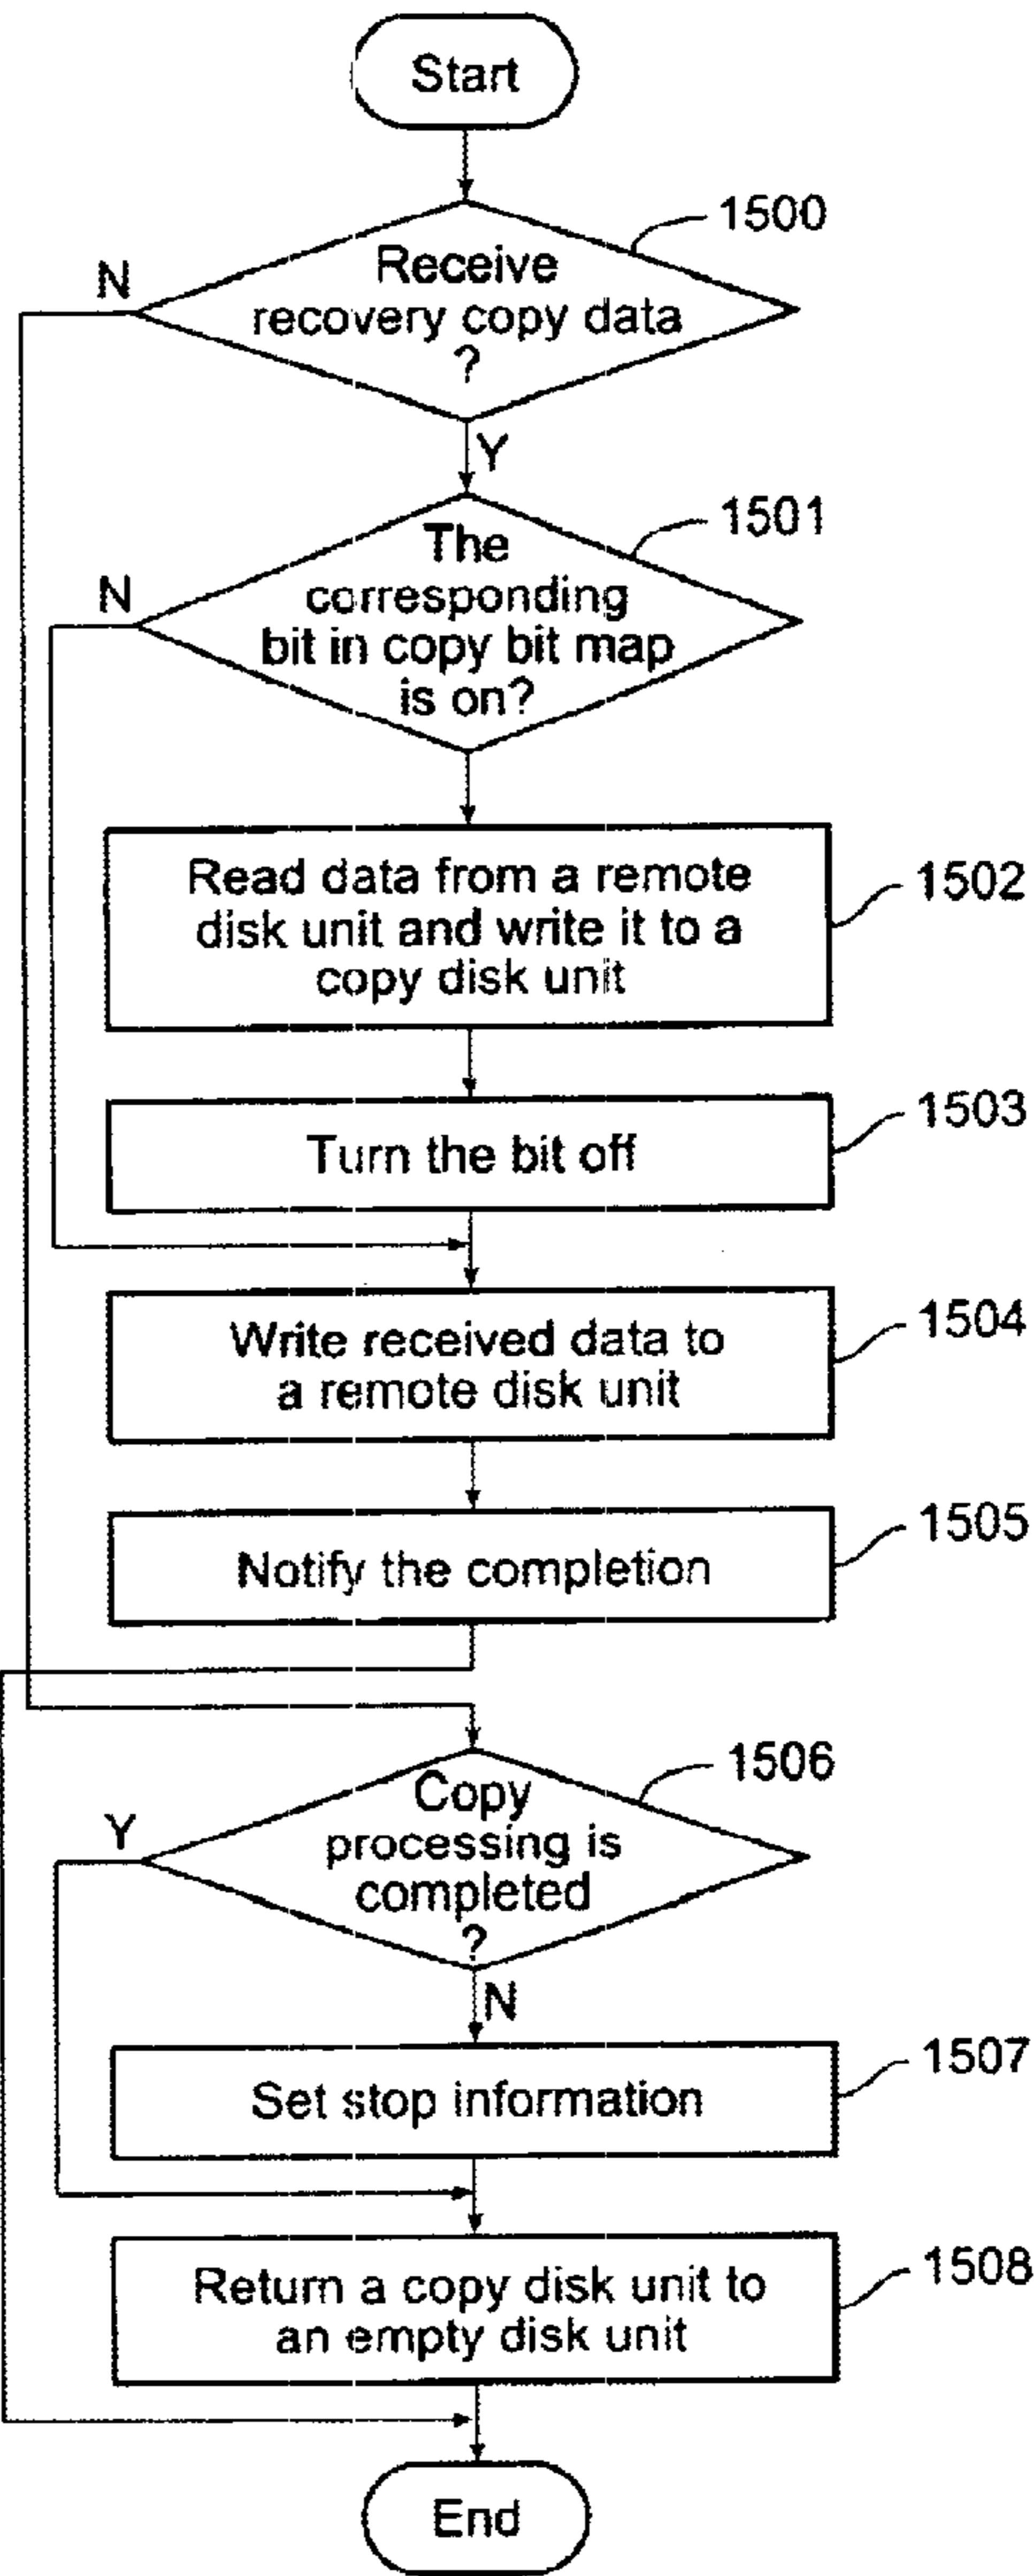 Start
1500
N
Receive
recovery copy data
?
Y
1501
N
The
corresponding
bit in copy bit map
is on?
1502
Read data from a remote
disk unit and write it to a
copy disk unit
1503
Turn the bit off
1504
Write received data to
a remote disk unit
1505
Notify the completion
1506
Y
Copy
processing is
completed
?
N
1507
Set stop information
1508
Return a copy disk unit to
an empty disk unit
End